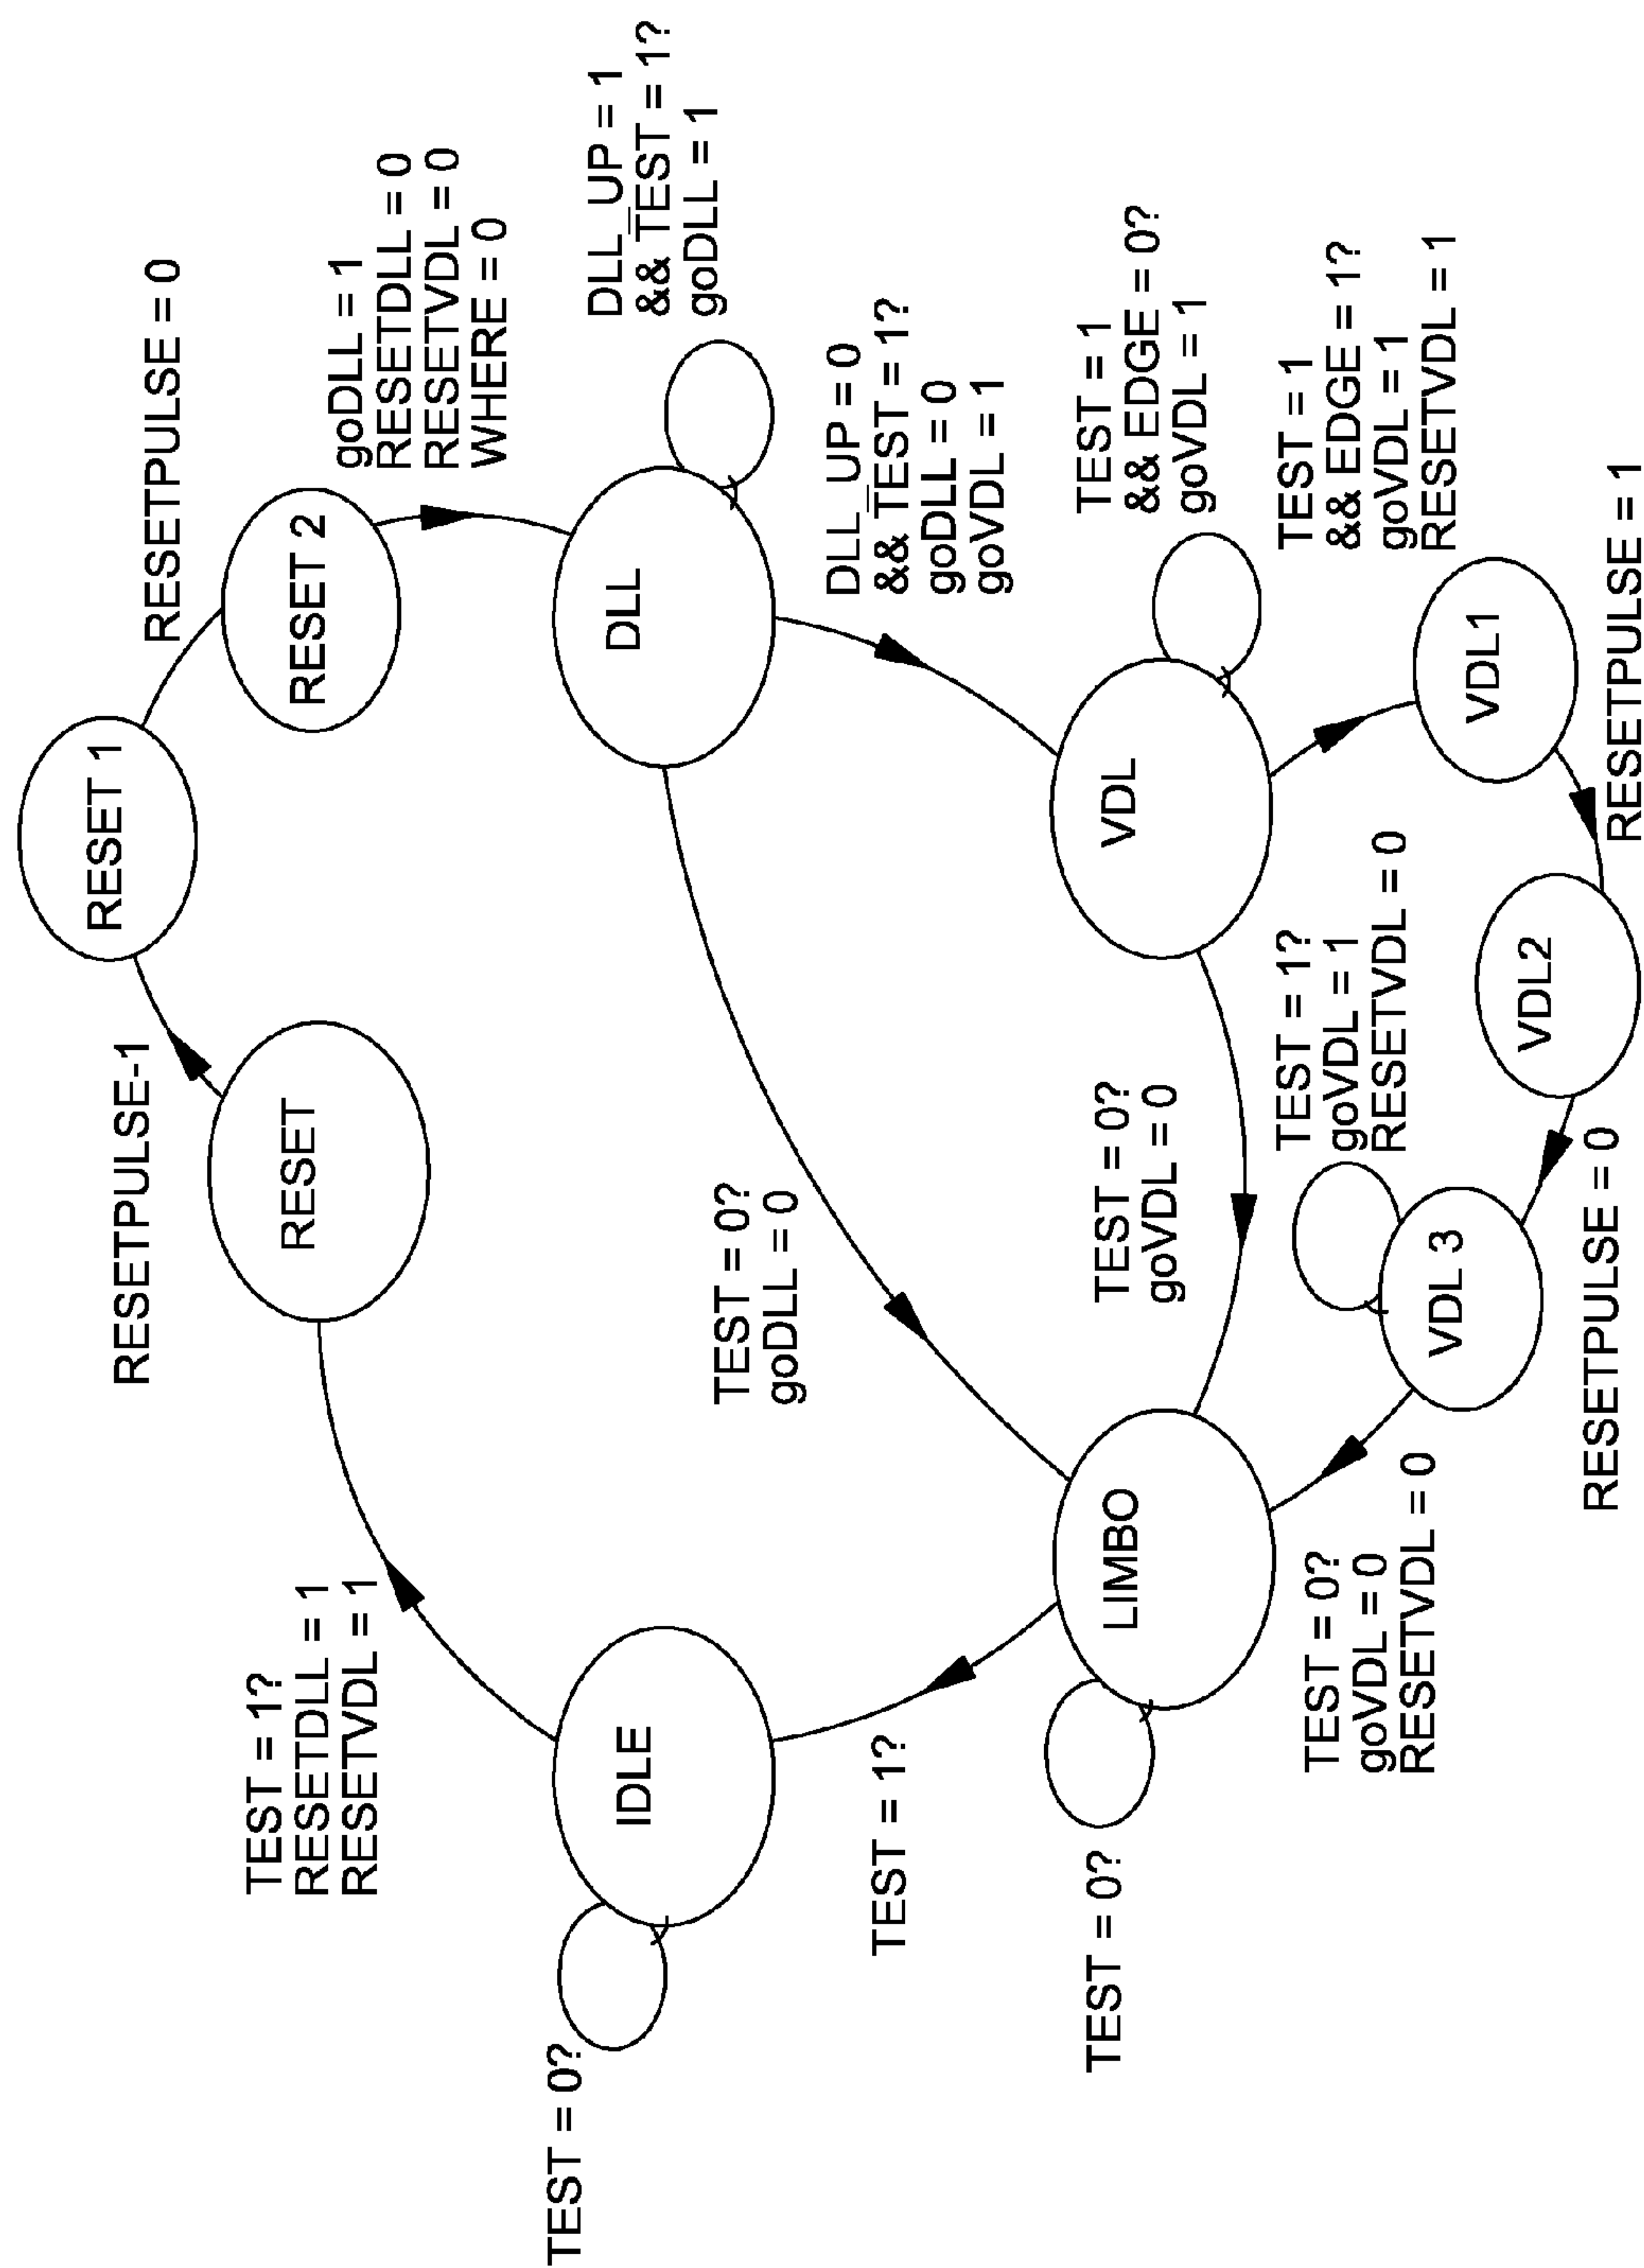 RESETPULSE-1
RESET 1
RESETPULSE = 0
RESET
RESET 2
TEST = 1?
RESETDLL = 1
RESETVDL = 1
goDLL = 1
RESETDLL = 0
RESETVDL = 0
WHERE = 0
TEST = 0?
IDLE
DLL
DLL_UP = 1
&& TEST = 1?
goDLL = 1
TEST = 0?
goDLL = 0
TEST = 1?
DLL_UP = 0
&& TEST = 1?
goDLL = 0
goVDL = 1
TEST = 0?
LIMBO
TEST = 0?
goVDL = 0
VDL
TEST = 1
&& EDGE = 0?
goVDL = 1
TEST = 0?
goVDL = 0
RESETVDL = 0
TEST = 1?
goVDL = 1
RESETVDL = 0
TEST = 1
&& EDGE = 1?
goVDL = 1
RESETVDL = 1
VDL 3
VDL2
VDL1
RESETPULSE = 0
RESETPULSE = 1